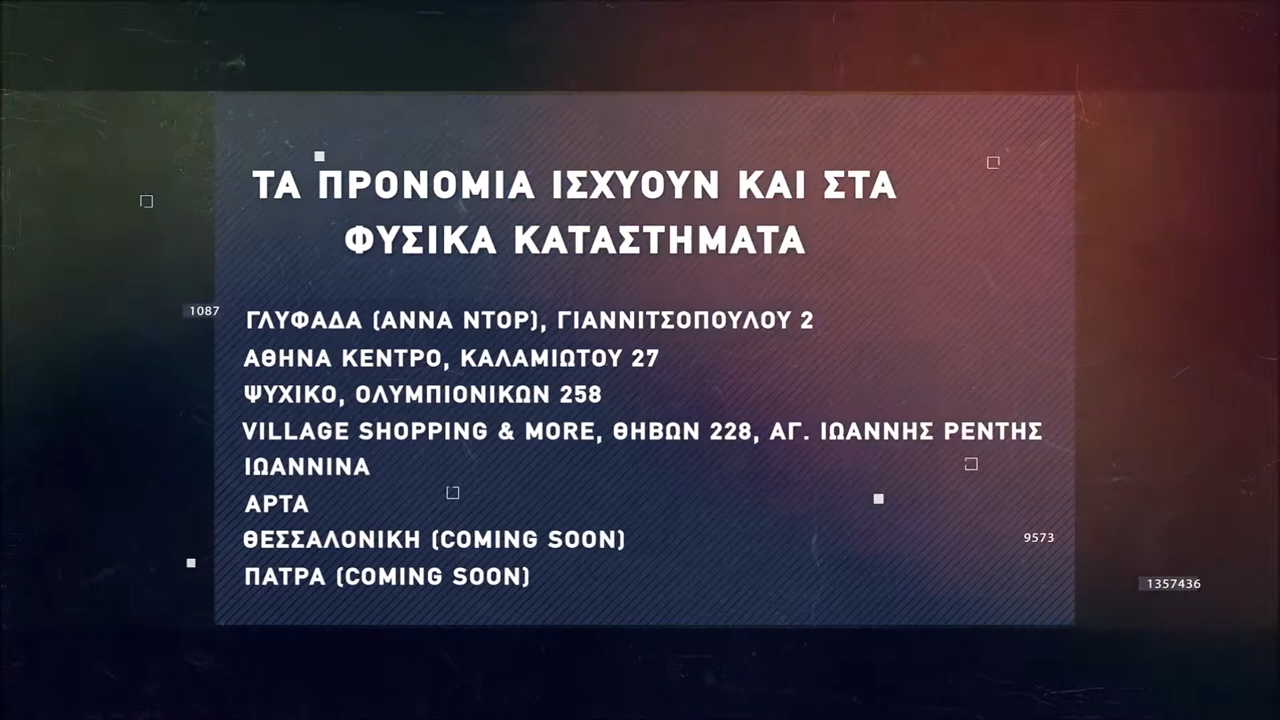 ΤΑ ΠΡΟΝΟΜΙΑ ΙΣΧΥΟΥΝ ΚΑΙ ΣΤΑ
ΦΥΣΙΚΑ ΚΑΤΑΣΤΗΜΑΤΑ
1087
ΓΛΥΦΑΔΑ (ΑΝΝΑ ΝΤΟΡ), ΓΙΑΝΝΙΤΣΟΠΟΥΛΟΥ 2
ΑΘΗΝΑ ΚΕΝΤΡΟ, ΚΑΛΑΜΙΩΤΟΥ 27
ΨΥΧΙΚΟ, ΟΛΥΜΠΙΟΝΙΚΩΝ 258
VILLAGE SHOPPING & MORE, ΘΗΒΩΝ 228, ΑΓ. ΙΩΑΝΝΗΣ ΡΕΝΤΗΣ
ΙΩΑΝΝΙΝΑ
ΑΡΤΑ
ΘΕΣΣΑΛΟΝΙΚΗ (COMING SOON)
9573
ΠΑΤΡΑ (COMING SOON)
1357436